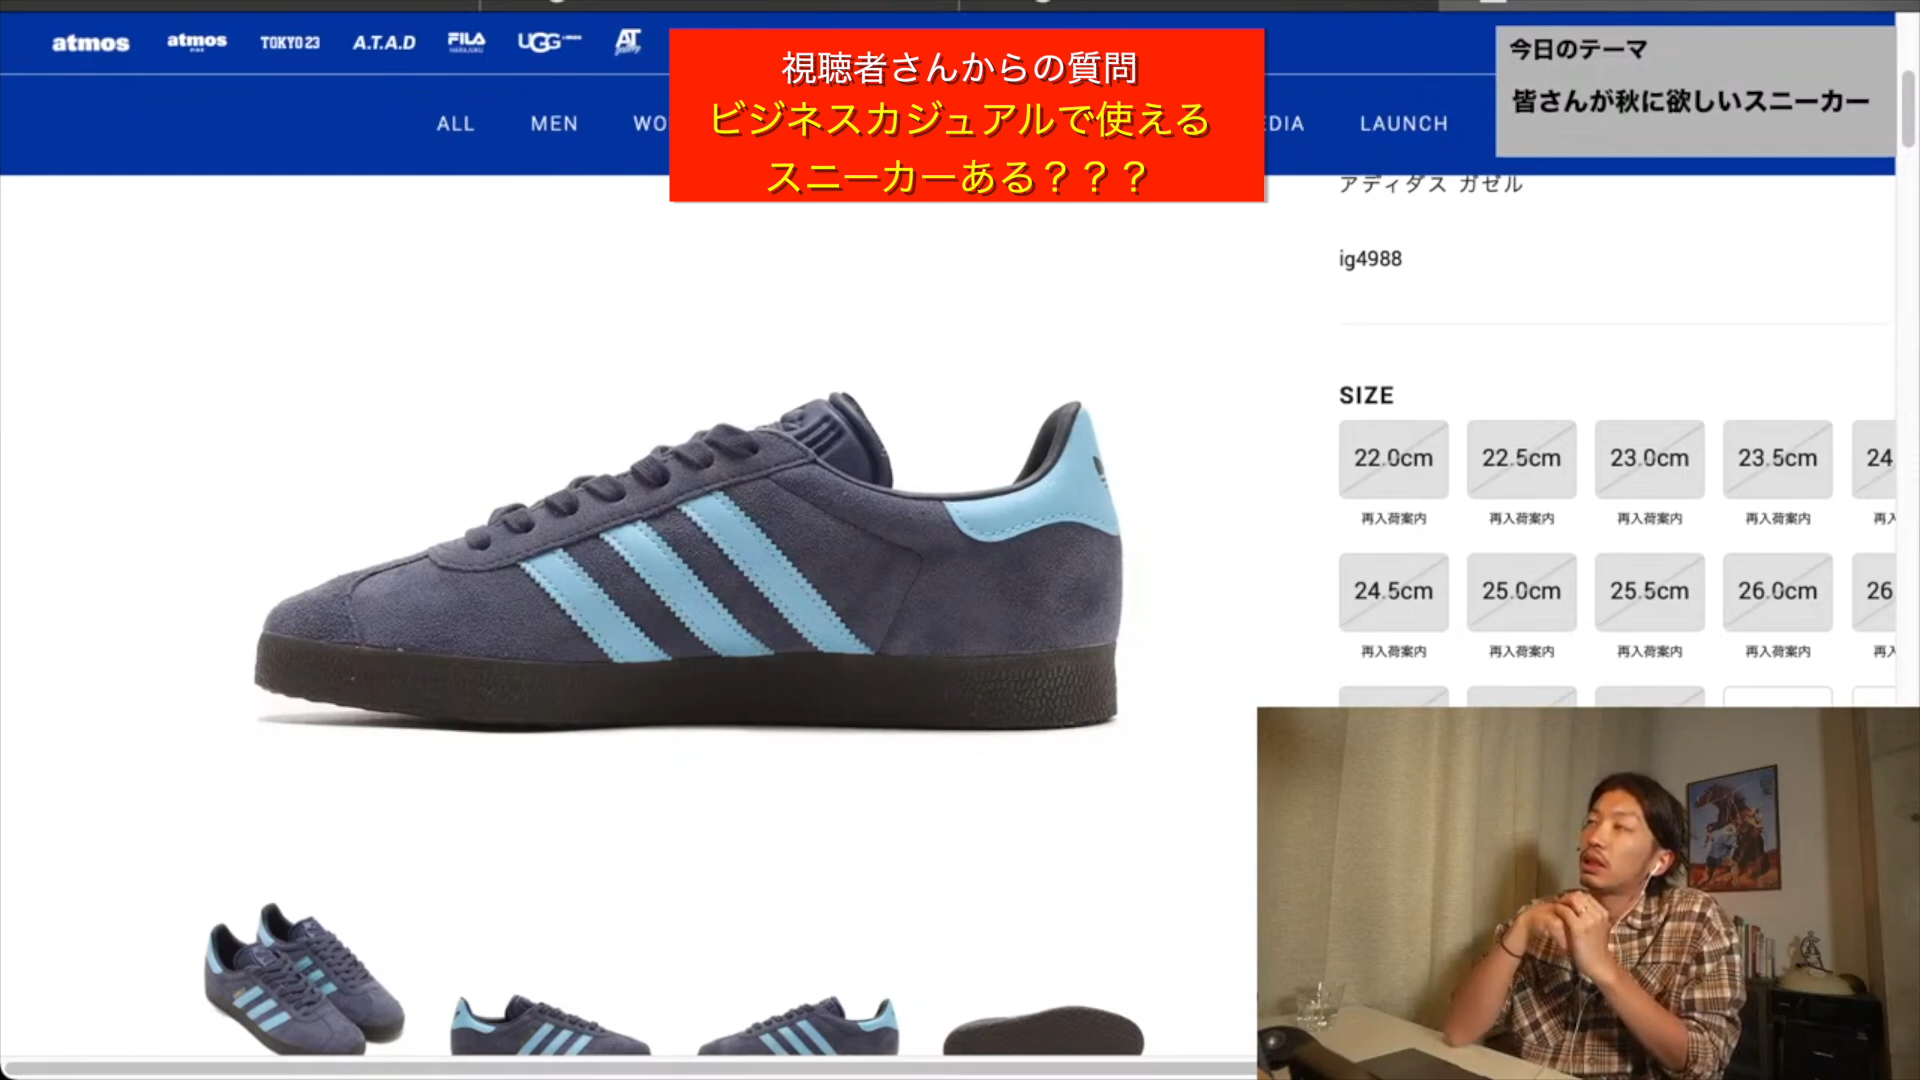 atmos
atmos
PINK
TOKYO 23
A.T.A.D
FILA
UGG
AT
視聴者さんからの質問
ビジネスカジュアルで使える
スニーカーある？？？
今日のテーマ
皆さんが秋に欲しいスニーカー
ALL
MEN
WO
EDIA
LAUNCH
アディダス ガゼル
ig4988
SIZE
22.0cm 22.5cm 23.0cm 23.5cm 24
再入荷案内 再入荷案内 再入荷案内 再入荷案内 再入
24.5cm 25.0cm 25.5cm 26.0cm 26
再入荷案内 再入荷案内 再入荷案内 再入荷案内 再入